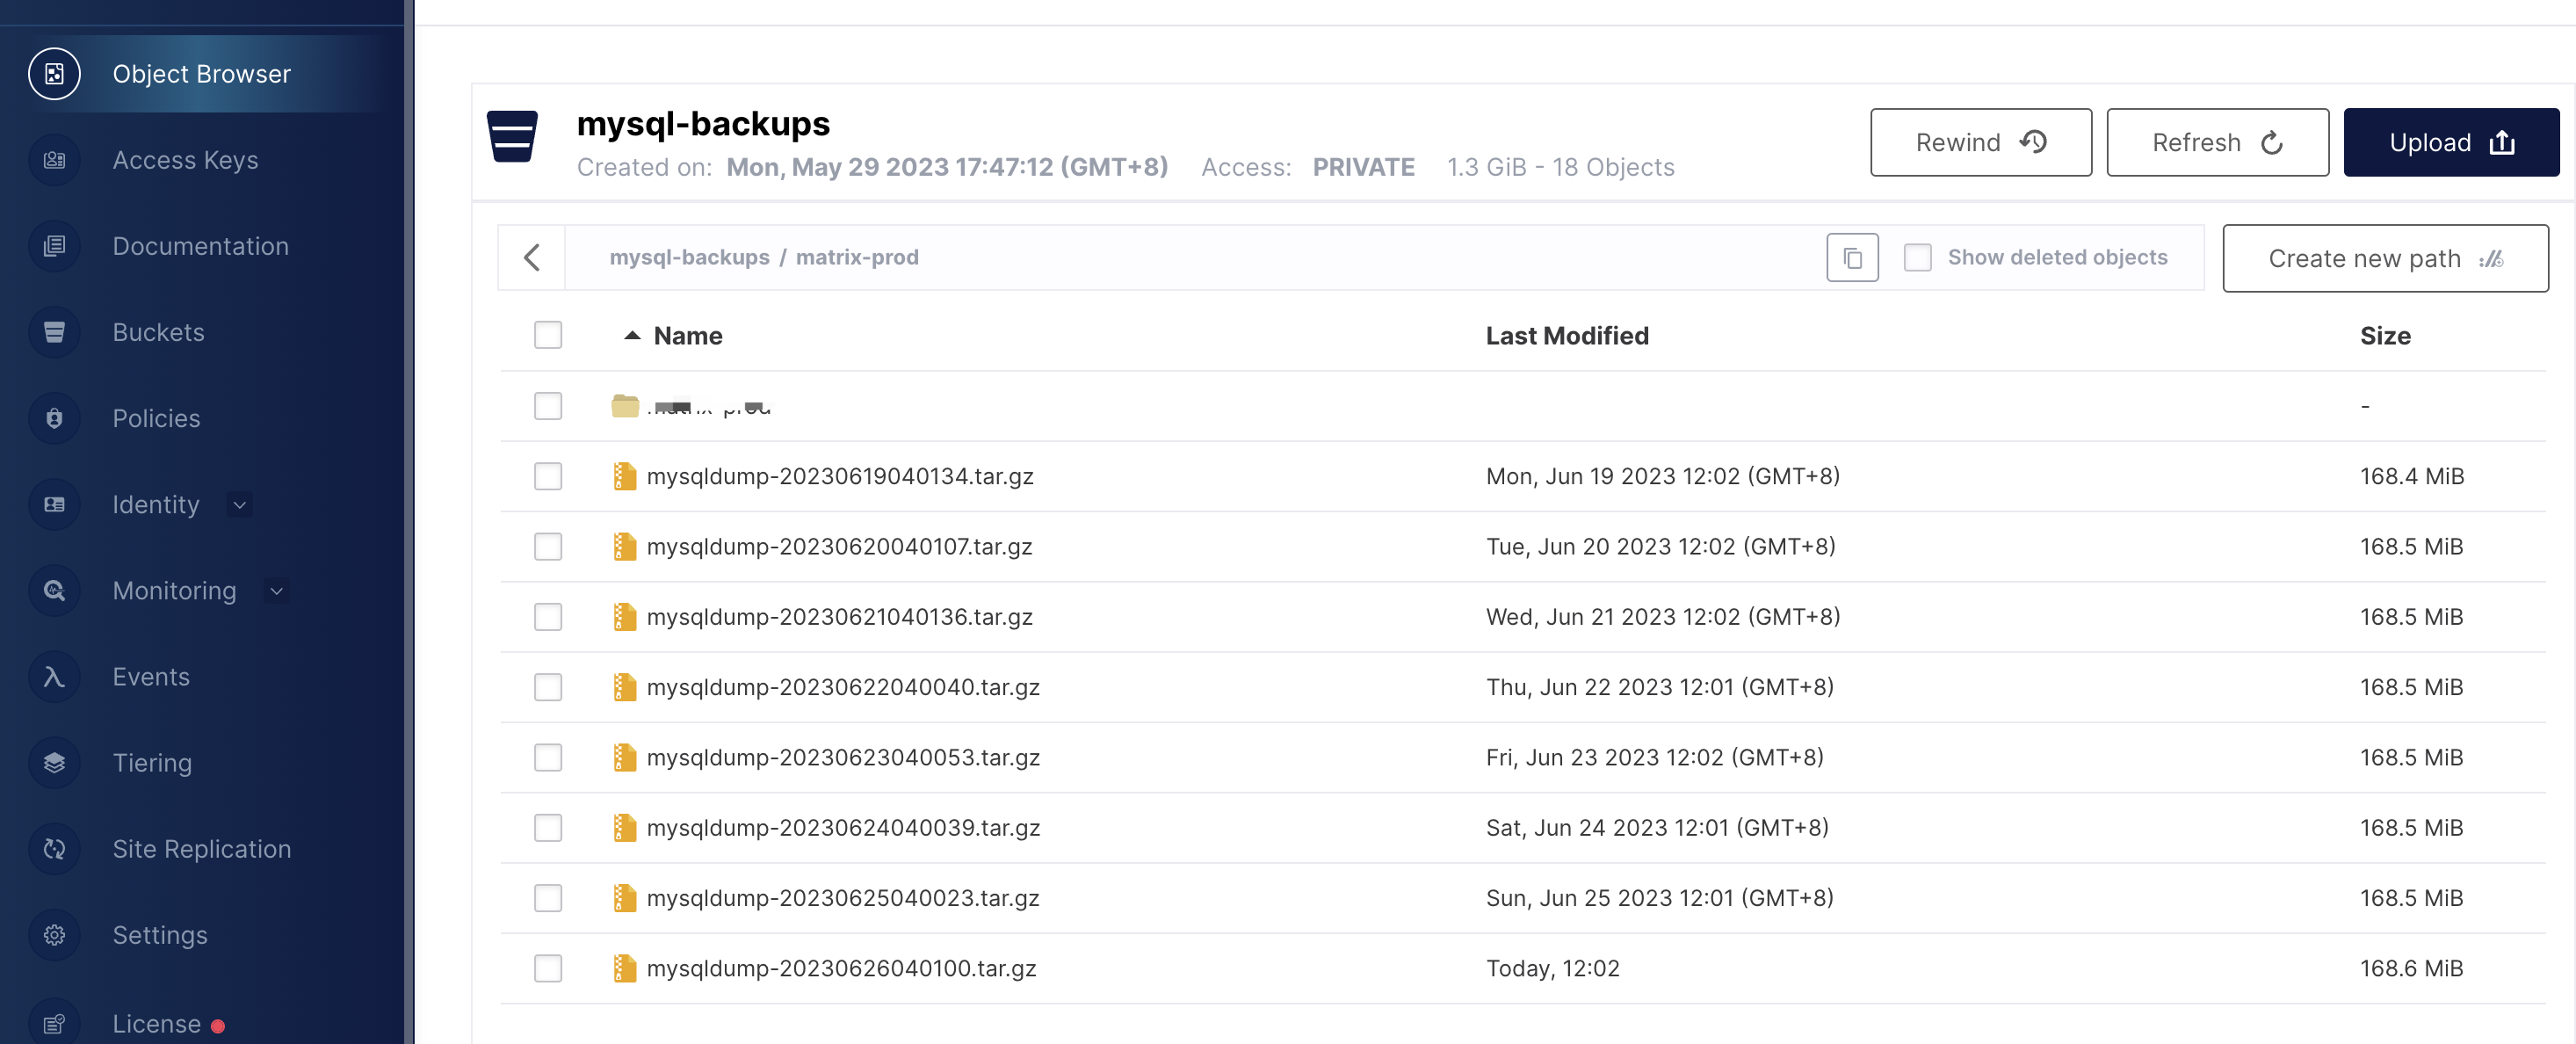 Object Browser
Access Keys
Documentation
Buckets
Policies
Identity
Monitoring
Events
Tiering
Site Replication
Settings
License
mysql-backups
Created on: Mon, May 29 2023 17:47:12 (GMT+8) Access: PRIVATE 1.3 GiB - 18 Objects
Rewind
Refresh
Upload
mysql-backups / matrix-prod
Show deleted objects
Create new path
Name Last Modified Size
-
mysqldump-20230619040134.tar.gz Mon, Jun 19 2023 12:02 (GMT+8) 168.4 MiB
mysqldump-20230620040107.tar.gz Tue, Jun 20 2023 12:02 (GMT+8) 168.5 MiB
mysqldump-20230621040136.tar.gz Wed, Jun 21 2023 12:02 (GMT+8) 168.5 MiB
mysqldump-20230622040040.tar.gz Thu, Jun 22 2023 12:01 (GMT+8) 168.5 MiB
mysqldump-20230623040053.tar.gz Fri, Jun 23 2023 12:02 (GMT+8) 168.5 MiB
mysqldump-20230624040039.tar.gz Sat, Jun 24 2023 12:01 (GMT+8) 168.5 MiB
mysqldump-20230625040023.tar.gz Sun, Jun 25 2023 12:01 (GMT+8) 168.5 MiB
mysqldump-20230626040100.tar.gz Today, 12:02 168.6 MiB